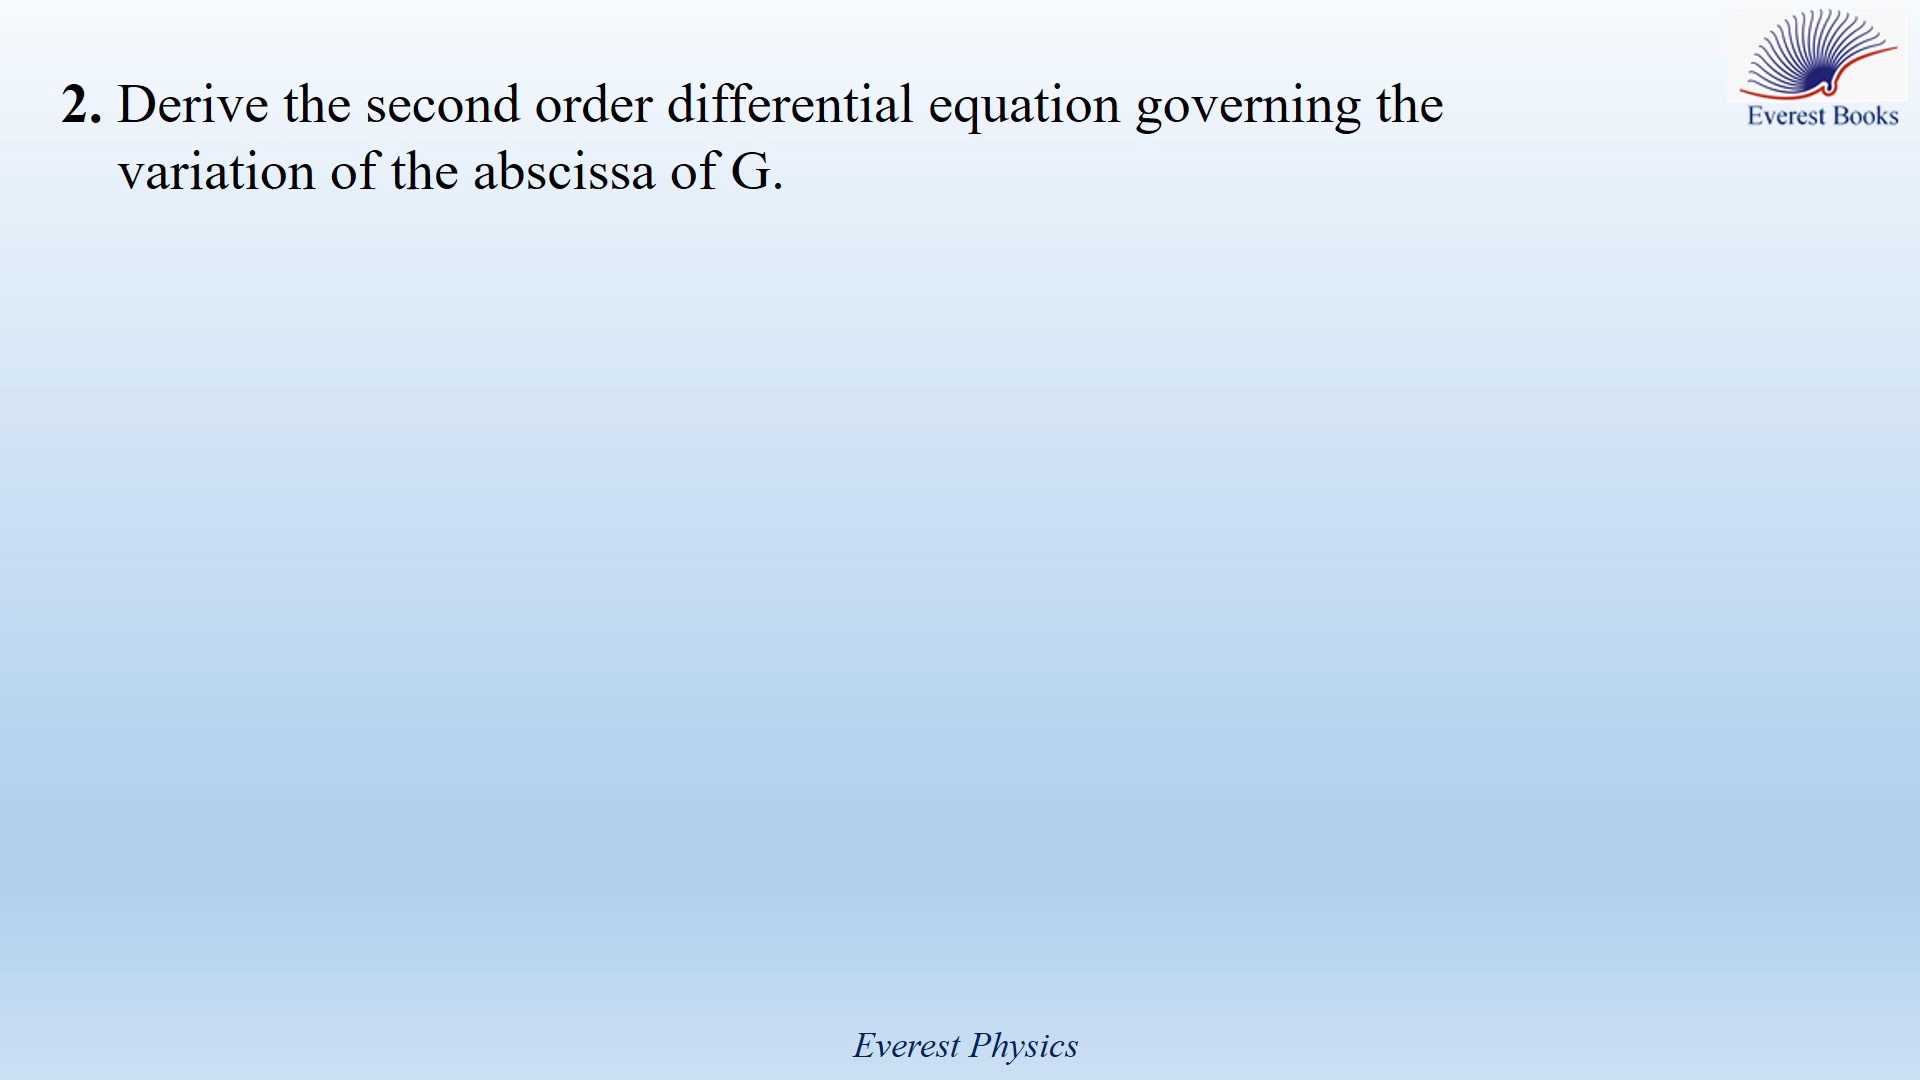 Everest Books
2. Derive the second order differential equation governing the
variation of the abscissa of G.
Everest Physics